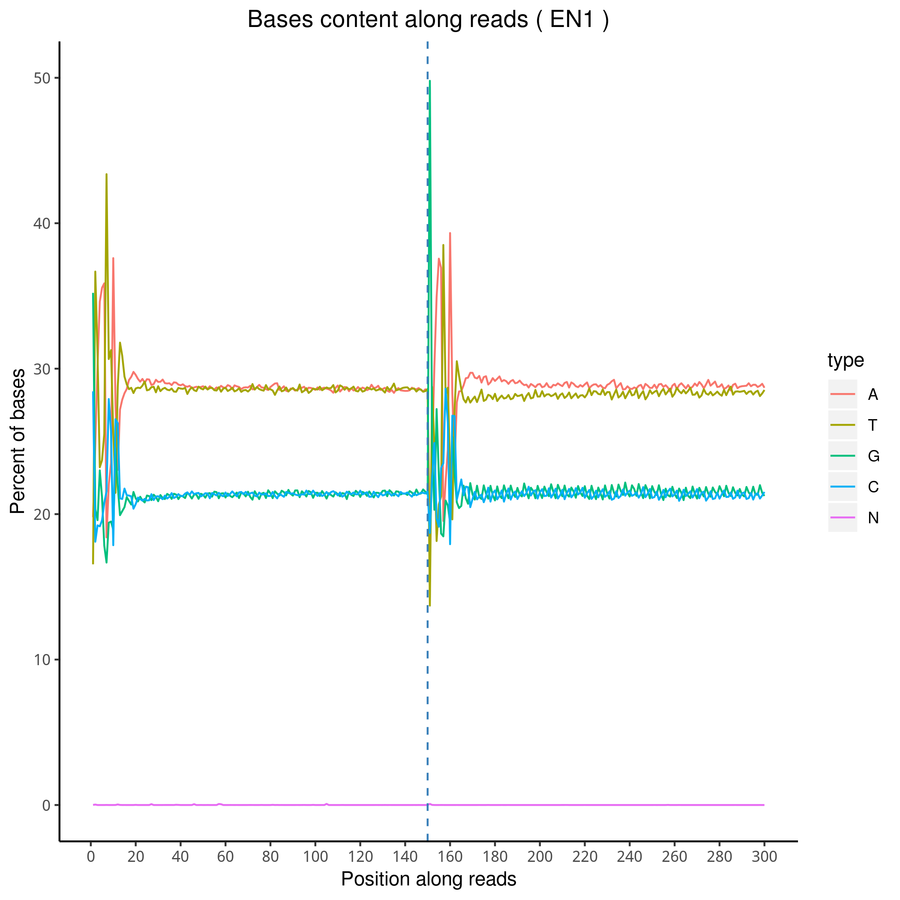 Bases content along reads ( EN1 )
Percent of bases
50
40
30
20
10
0
0 20 40 60 80 100 120 140 160 180 200 220 240 260 280 300
Position along reads
type
A
T
G
C
N